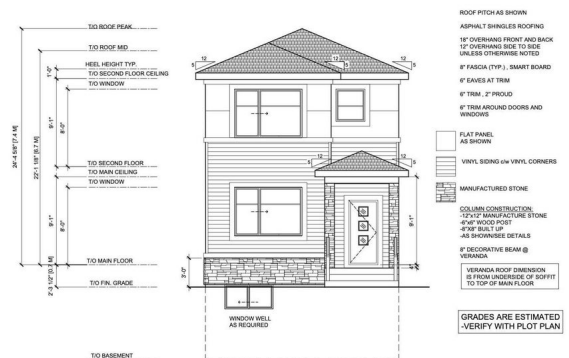 T/O ROOF PEAK
T/O ROOF MID
HEEL HEIGHT TYP.
T/O SECOND FLOOR CEILING
T/O WINDOW
T/O SECOND FLOOR
T/O MAIN CEILING
T/O WINDOW
T/O MAIN FLOOR
T/O FIN. GRADE
T/O BASEMENT
24'-4 5/8" [7.4 M]
22'-1 1/8" [6.7 M]
1'-0"
9'-1"
8'-0"
9'-1"
8'-0"
2'-3 1/2" [0.7 M]
3'-0"
8'-1"
12
5
12
5
12
5
12
5
12
5
12
5
WINDOW WELL
AS REQUIRED
ROOF PITCH AS SHOWN
ASPHALT SHINGLES ROOFING
18" OVERHANG FRONT AND BACK
12" OVERHANG SIDE TO SIDE
UNLESS OTHERWISE NOTED
8" FASCIA (TYP.) , SMART BOARD
6" EAVES AT TRIM
6" TRIM , 2" PROUD
6" TRIM AROUND DOORS AND
WINDOWS
FLAT PANEL
AS SHOWN
VINYL SIDING c/w VINYL CORNERS
MANUFACTURED STONE
COLUMN CONSTRUCTION:
-12"x12" MANUFACTURE STONE
-6"x6" WOOD POST
-8"X8" BUILT UP
-AS SHOWN/SEE DETAILS
8" DECORATIVE BEAM @
VERANDA
VERANDA ROOF DIMENSION
IS FROM UNDERSIDE OF SOFFIT
TO TOP OF MAIN FLOOR
GRADES ARE ESTIMATED
-VERIFY WITH PLOT PLAN